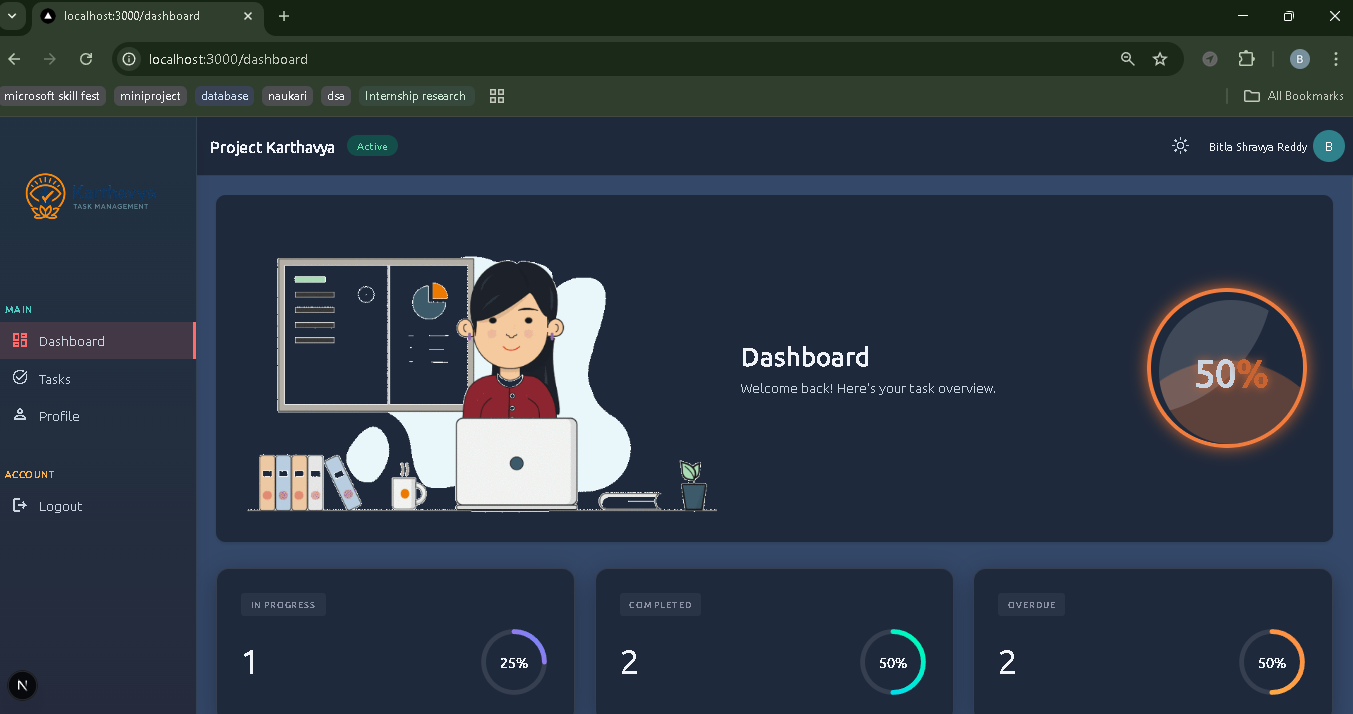 localhost:3000/dashboard
localhost:3000/dashboard
B
microsoft skill fest
miniproject
database
naukari
dsa
Internship research
All Bookmarks
TASK MANAGEMENT
Project Karthavya
Active
Bitla Shravya Reddy
B
MAIN
Dashboard
Tasks
Profile
ACCOUNT
Logout
N
Dashboard
Welcome back! Here's your task overview.
50%
IN PROGRESS
1
25%
COMPLETED
2
50%
OVERDUE
2
50%